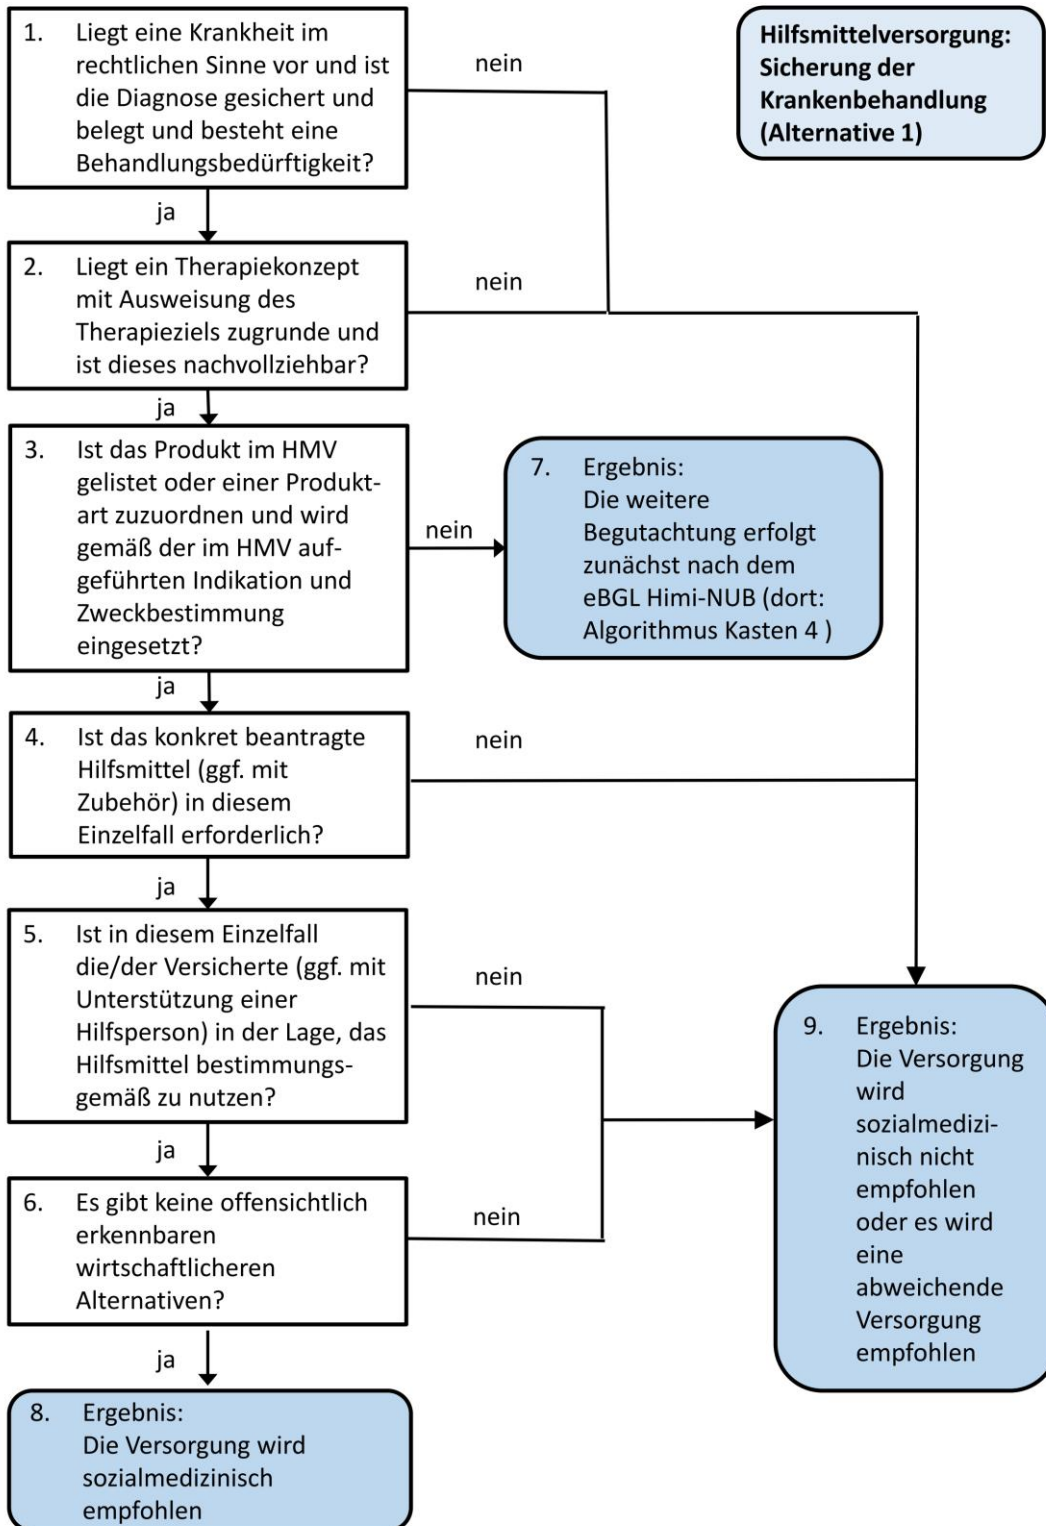 1. Liegt eine Krankheit im
rechtlichen Sinne vor und ist
die Diagnose gesichert und
belegt und besteht eine
Behandlungsbedürftigkeit?
nein
Hilfsmittelversorgung:
Sicherung der
Krankenbehandlung
(Alternative 1)
ja
2. Liegt ein Therapiekonzept
mit Ausweisung des
Therapieziels zugrunde und
ist dieses nachvollziehbar?
nein
ja
3. Ist das Produkt im HMV
gelistet oder einer Produkt-
art zuzuordnen und wird
gemäß der im HMV auf-
geführten Indikation und
Zweckbestimmung
eingesetzt?
nein
7. Ergebnis:
Die weitere
Begutachtung erfolgt
zunächst nach dem
eBGL Himi-NUB (dort:
Algorithmus Kasten 4 )
ja
4. Ist das konkret beantragte
Hilfsmittel (ggf. mit
Zubehör) in diesem
Einzelfall erforderlich?
nein
ja
5. Ist in diesem Einzelfall
die/der Versicherte (ggf. mit
Unterstützung einer
Hilfsperson) in der Lage, das
Hilfsmittel bestimmungs-
gemäß zu nutzen?
nein
ja
6. Es gibt keine offensichtlich
erkennbaren
wirtschaftlicheren
Alternativen?
nein
9. Ergebnis:
Die Versorgung
wird
sozialmedizi-
nisch nicht
empfohlen
oder es wird
eine
abweichende
Versorgung
empfohlen
ja
8. Ergebnis:
Die Versorgung wird
sozialmedizinisch
empfohlen